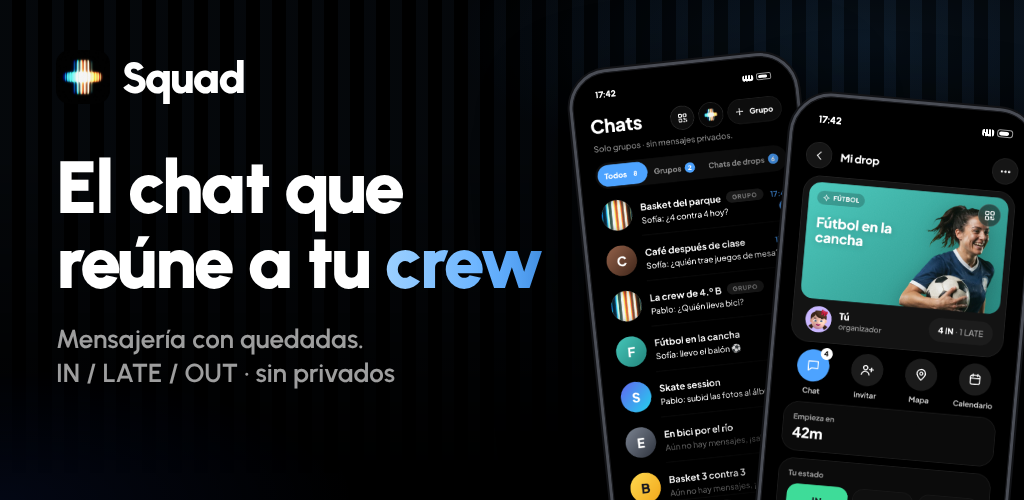 Squad
El chat que
reúne a tu crew
Mensajería con quedadas.
IN / LATE / OUT · sin privados
17:42
Chats
+ Grupo
Solo grupos · sin mensajes privados.
Todos 8
Grupos 2
Chats de drops 6
Basket del parque GRUPO
Sofía: ¿4 contra 4 hoy?
C
Café después de clase
Sofía: ¿quién trae juegos de mesa?
La crew de 4.º B GRUPO
Pablo: ¿Quién lleva bici?
F
Fútbol en la cancha
Sofía: llevo el balón ⚽
S
Skate session
Pablo: subid las fotos al
E
En bici por el río
Aún no hay mensajes.
B
Basket 3 contra 3
Aún no hay mensajes.
17:42
Mi drop
FÚTBOL
Fútbol en la
cancha
Tú
organizador
4 IN · 1 LATE
4
Chat
Invitar
Mapa
Calendario
Empieza en
42m
Tu estado
IN